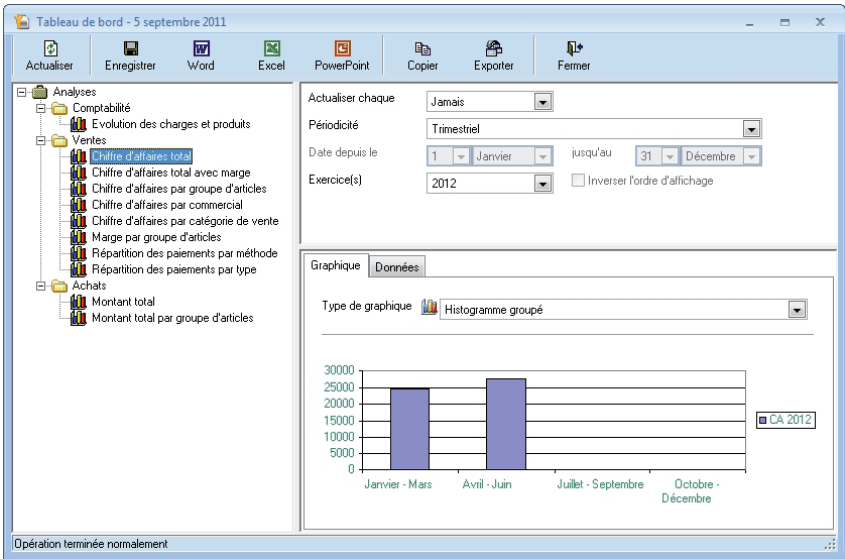 Tableau de bord - 5 septembre 2011
Actualiser Enregistrer Word Excel PowerPoint Copier Exporter Fermer
Analyses
Comptabilité
Evolution des charges et produits
Ventes
Chiffre d'affaires total
Chiffre d'affaires total avec marge
Chiffre d'affaires par groupe d'articles
Chiffre d'affaires par commercial
Chiffre d'affaires par catégorie de vente
Marge par groupe d'articles
Répartition des paiements par méthode
Répartition des paiements par type
Achats
Montant total
Montant total par groupe d'articles
Actualiser chaque Jamais
Périodicité Trimestriel
Date depuis le 1 Janvier jusqu'au 31 Décembre
Exercice(s) 2012 Inverser l'ordre d'affichage
Graphique Données
Type de graphique Histogramme groupé
30000
25000
20000
15000
10000
5000
0
CA 2012
Janvier - Mars Avril - Juin Juillet - Septembre Octobre -
Décembre
Opération terminée normalement